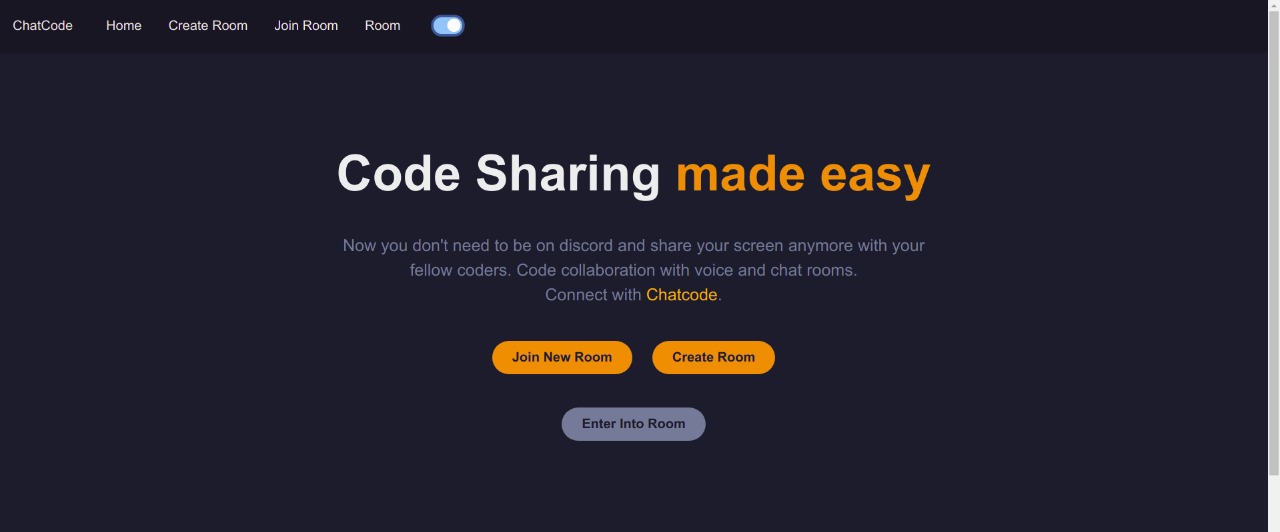 ChatCode Home Create Room Join Room Room
Code Sharing made easy
Now you don't need to be on discord and share your screen anymore with your
fellow coders. Code collaboration with voice and chat rooms.
Connect with Chatcode.
Join New Room Create Room
Enter Into Room